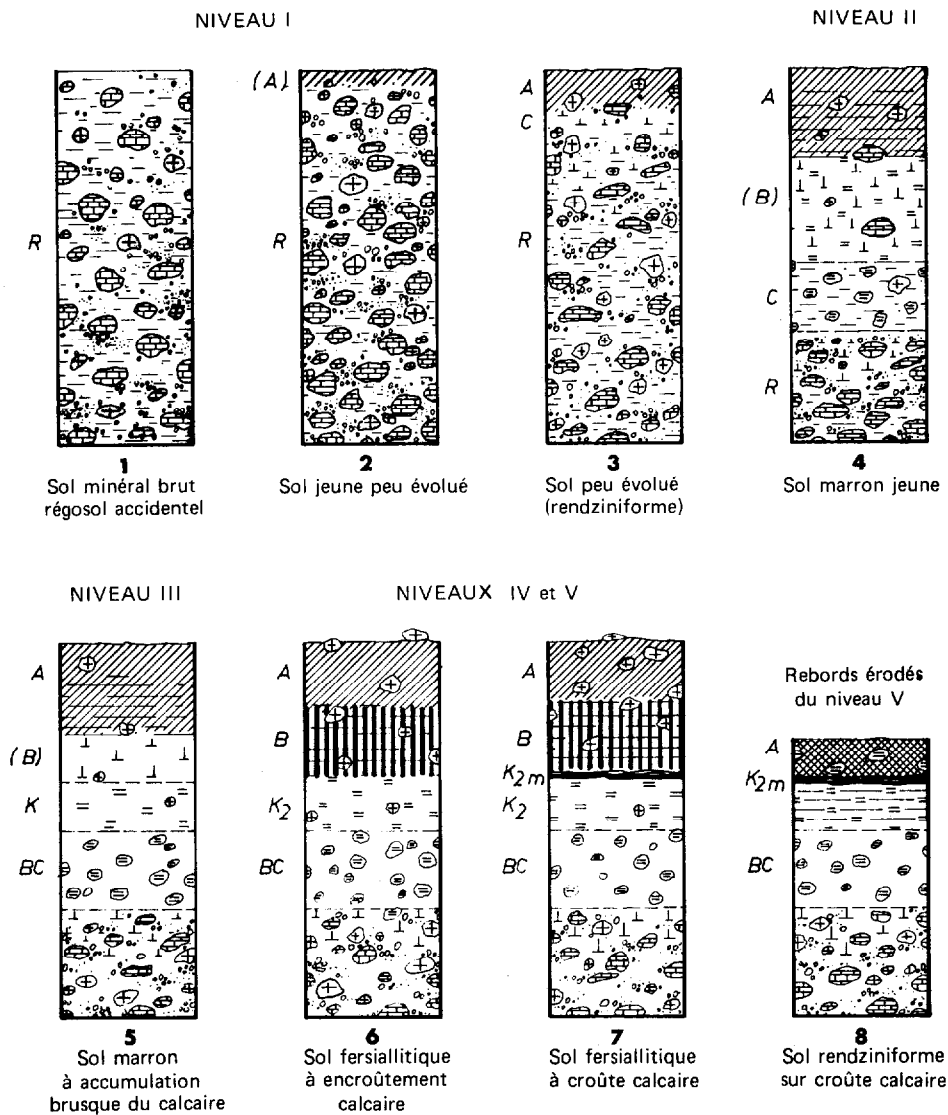 NIVEAU I
NIVEAU II
R
1
Sol minéral brut
régosol accidentel
(A)
R
2
Sol jeune peu évolué
A
C
R
3
Sol peu évolué
(rendziniforme)
A
(B)
C
R
4
Sol marron jeune
NIVEAU III
NIVEAUX IV et V
A
(B)
K
BC
5
Sol marron
à accumulation
brusque du calcaire
A
B
K2
BC
6
Sol fersiallitique
à encroûtement
calcaire
A
B
K2m
K2
BC
7
Sol fersiallitique
à croûte calcaire
Rebords érodés
du niveau V
A
K2m
BC
8
Sol rendziniforme
sur croûte calcaire